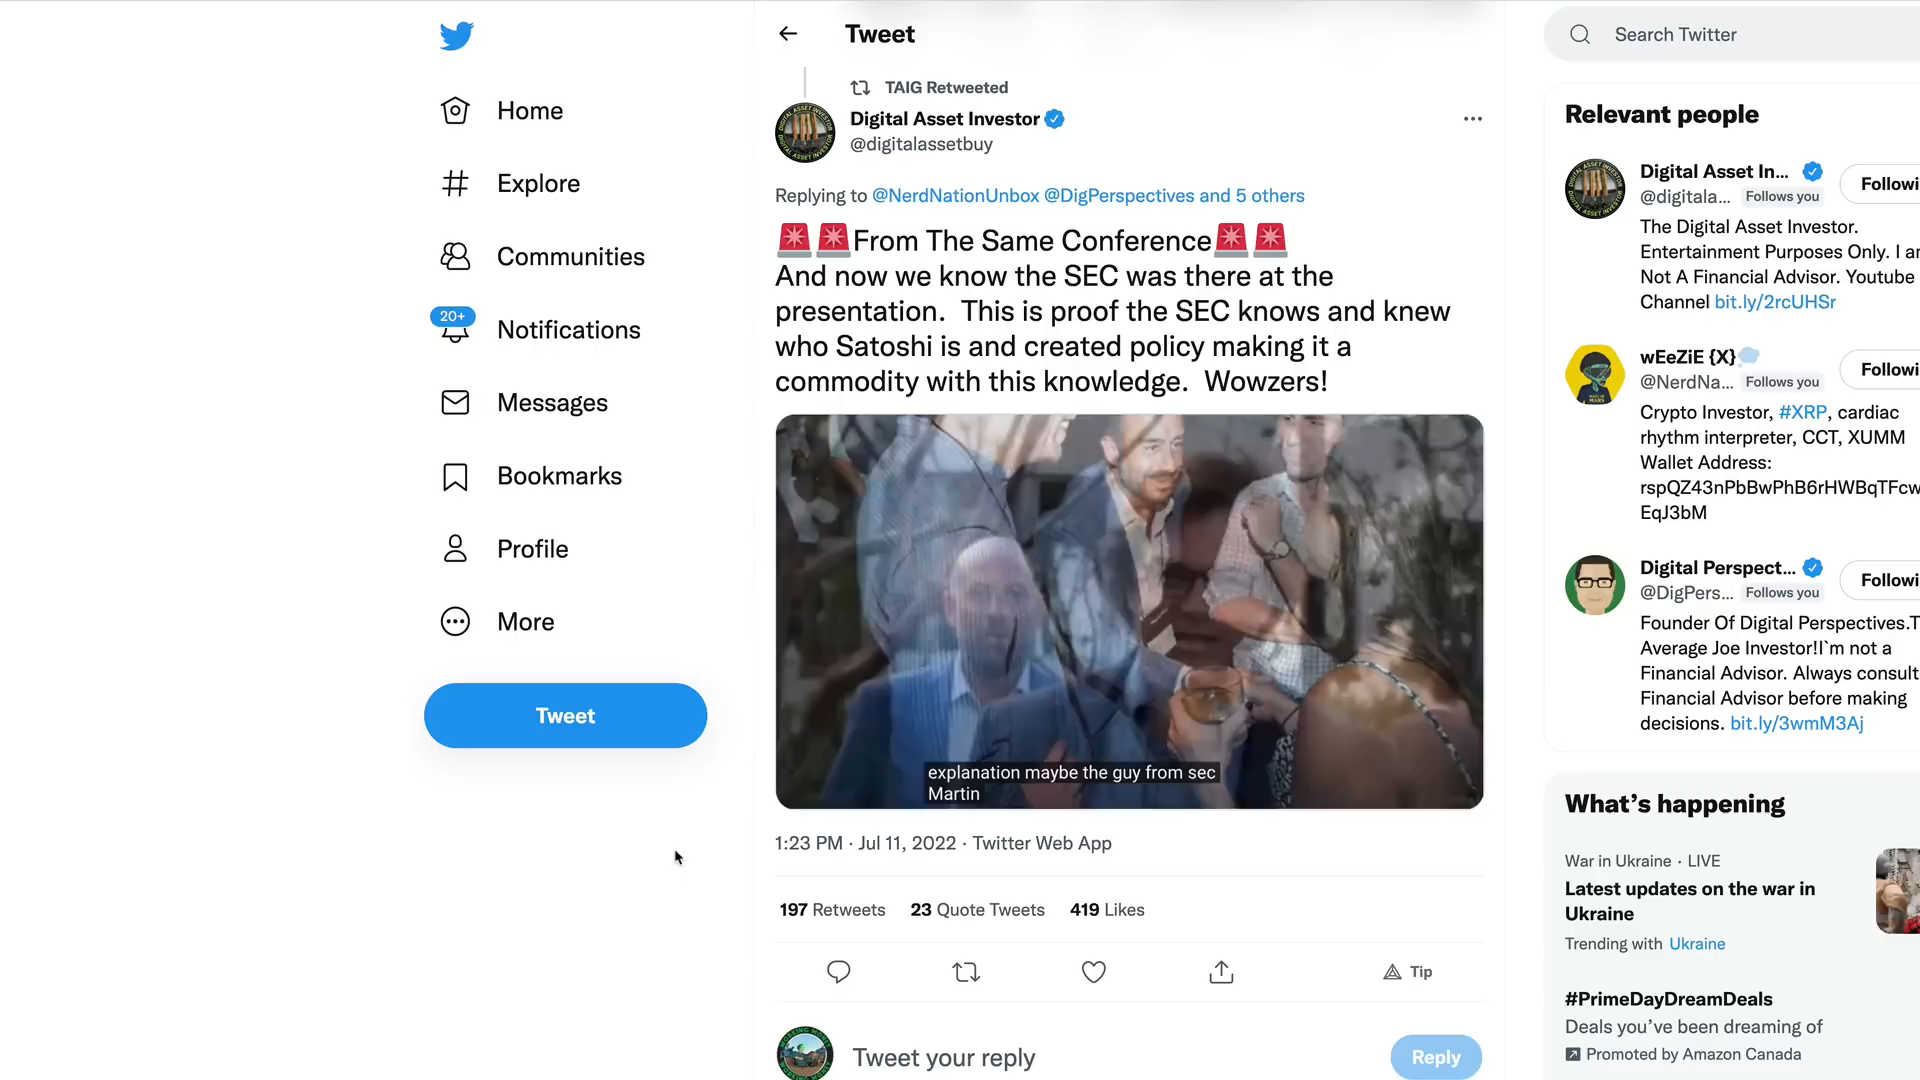 Tweet
Search Twitter
Home
Explore
Communities
20+
Notifications
Messages
Bookmarks
Profile
More
Tweet
TAIG Retweeted
Digital Asset Investor
@digitalassetbuy
Replying to @NerdNationUnbox @DigPerspectives and 5 others
🚨🚨From The Same Conference🚨🚨
And now we know the SEC was there at the
presentation. This is proof the SEC knows and knew
who Satoshi is and created policy making it a
commodity with this knowledge. Wowzers!
explanation maybe the guy from sec
Martin
1:23 PM · Jul 11, 2022 · Twitter Web App
197 Retweets 23 Quote Tweets 419 Likes
Tip
Tweet your reply
Reply
Relevant people
Digital Asset In...
@digitala... Follows you
Followi
The Digital Asset Investor.
Entertainment Purposes Only. I ar
Not A Financial Advisor. Youtube
Channel bit.ly/2rcUHSr
wEeZiE {X}
@NerdNa... Follows you
Followi
Crypto Investor, #XRP, cardiac
rhythm interpreter, CCT, XUMM
Wallet Address:
rspQZ43nPbBwPhB6rHWBqTFcw
EqJ3bM
Digital Perspect...
@DigPers... Follows you
Followi
Founder Of Digital Perspectives.T
Average Joe Investor!I`m not a
Financial Advisor. Always consult
Financial Advisor before making
decisions. bit.ly/3wmM3Aj
What's happening
War in Ukraine · LIVE
Latest updates on the war in
Ukraine
Trending with Ukraine
#PrimeDayDreamDeals
Deals you've been dreaming of
Promoted by Amazon Canada